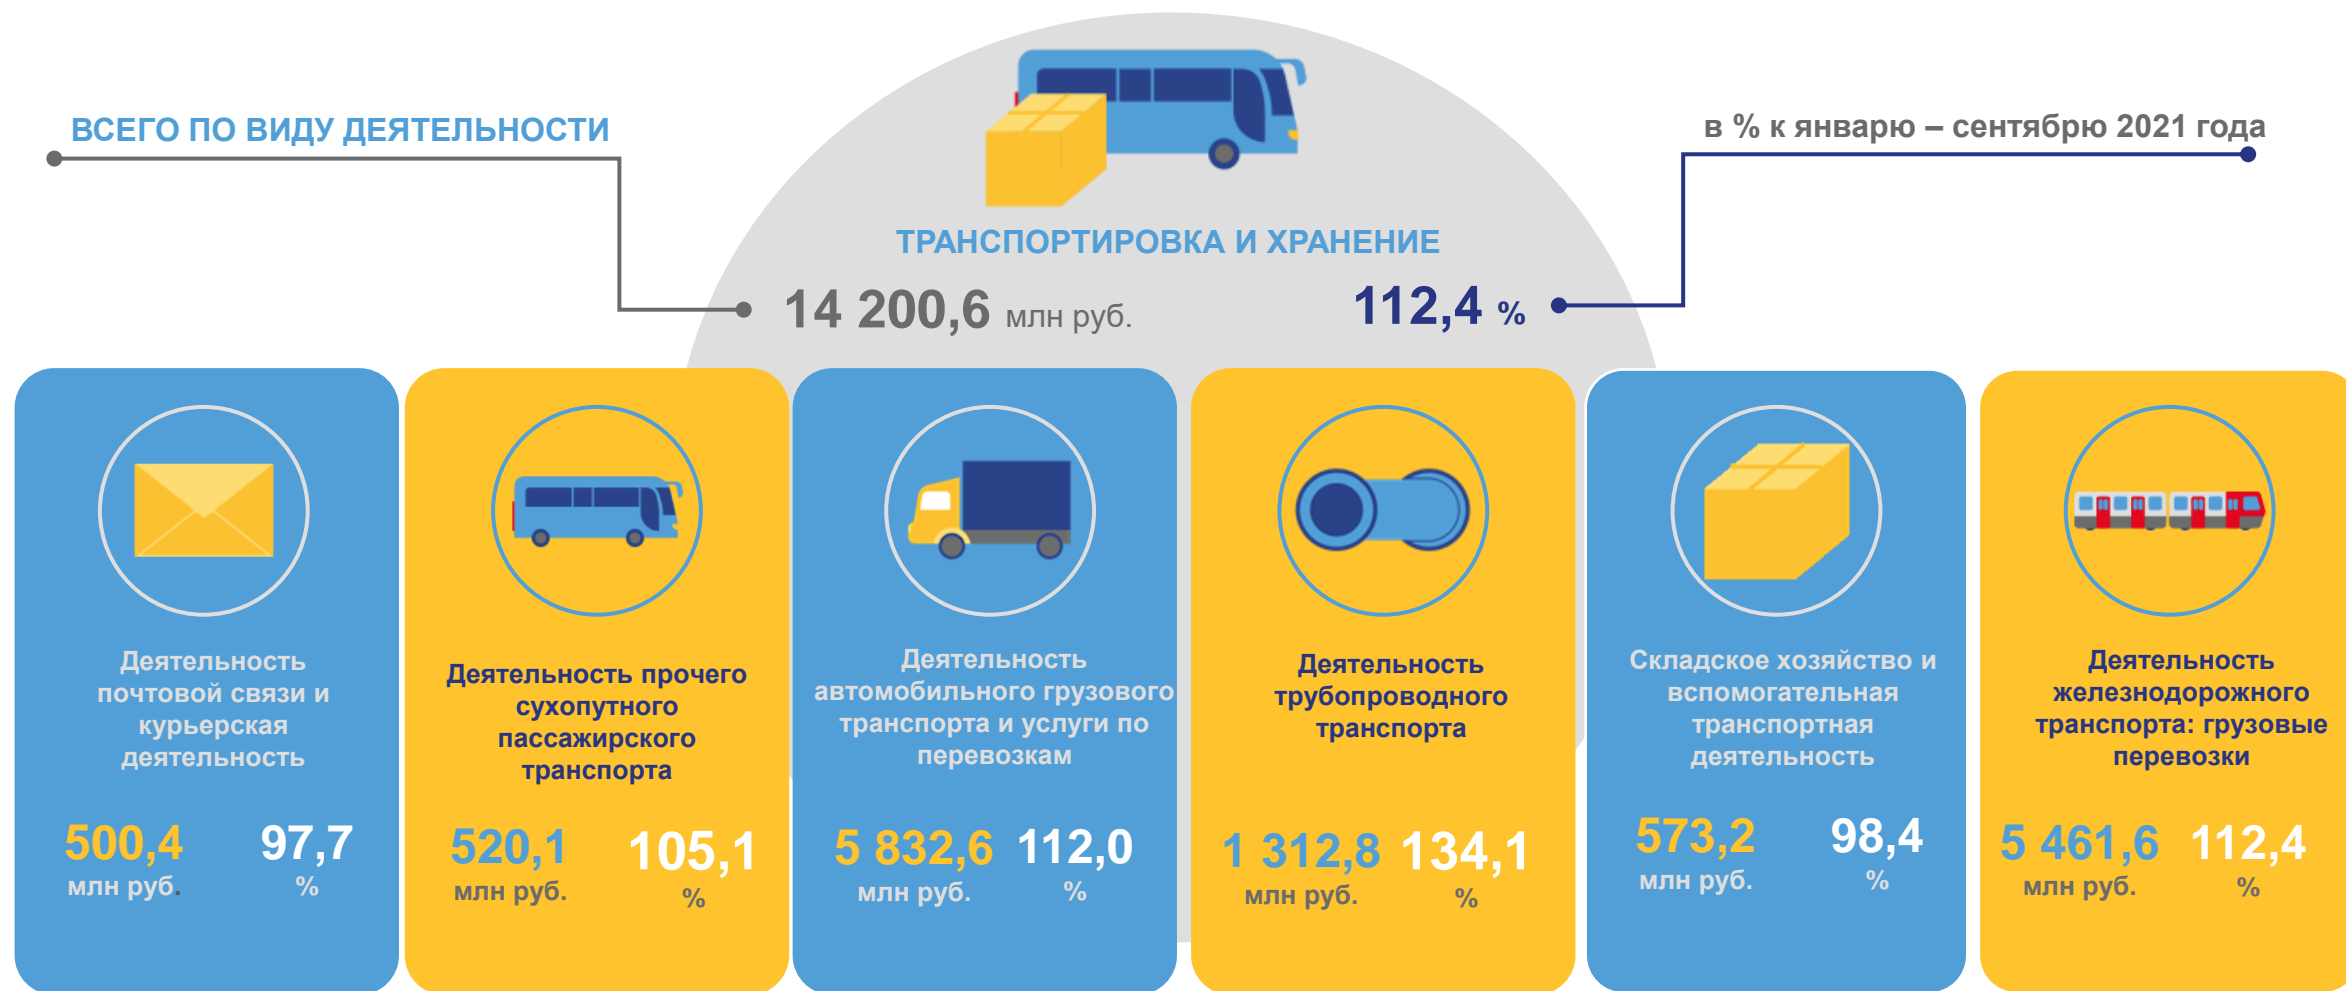 ВСЕГО ПО ВИДУ ДЕЯТЕЛЬНОСТИ
в % к январю – сентябрю 2021 года
ТРАНСПОРТИРОВКА И ХРАНЕНИЕ
14 200,6 млн руб.
112,4 %
Деятельность
почтовой связи и
курьерская
деятельность
500,4
млн руб.
97,7
%
Деятельность прочего
сухопутного
пассажирского
транспорта
520,1
млн руб.
105,1
%
Деятельность
автомобильного грузового
транспорта и услуги по
перевозкам
5 832,6
млн руб.
112,0
%
Деятельность
трубопроводного
транспорта
1 312,8
млн руб.
134,1
%
Складское хозяйство и
вспомогательная
транспортная
деятельность
573,2
млн руб.
98,4
%
Деятельность
железнодорожного
транспорта: грузовые
перевозки
5 461,6
млн руб.
112,4
%